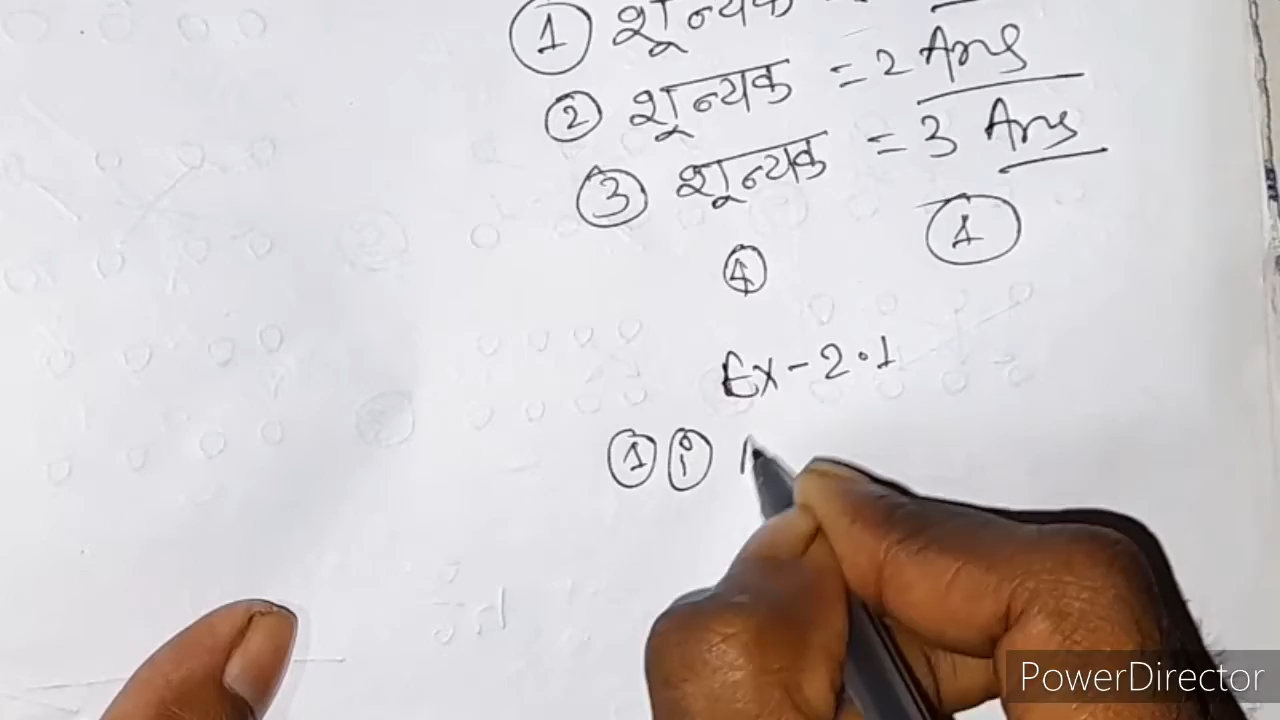 ① शून्यक
② शून्यक = 2 Ans
③ शून्यक = 3 Ans
①
④
Ex - 2.1
① ⓘ
PowerDirector